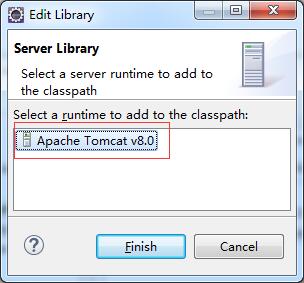 Edit Library
Server Library
Select a server runtime to add to
the classpath
Select a runtime to add to the classpath:
Apache Tomcat v8.0
?
Finish
Cancel